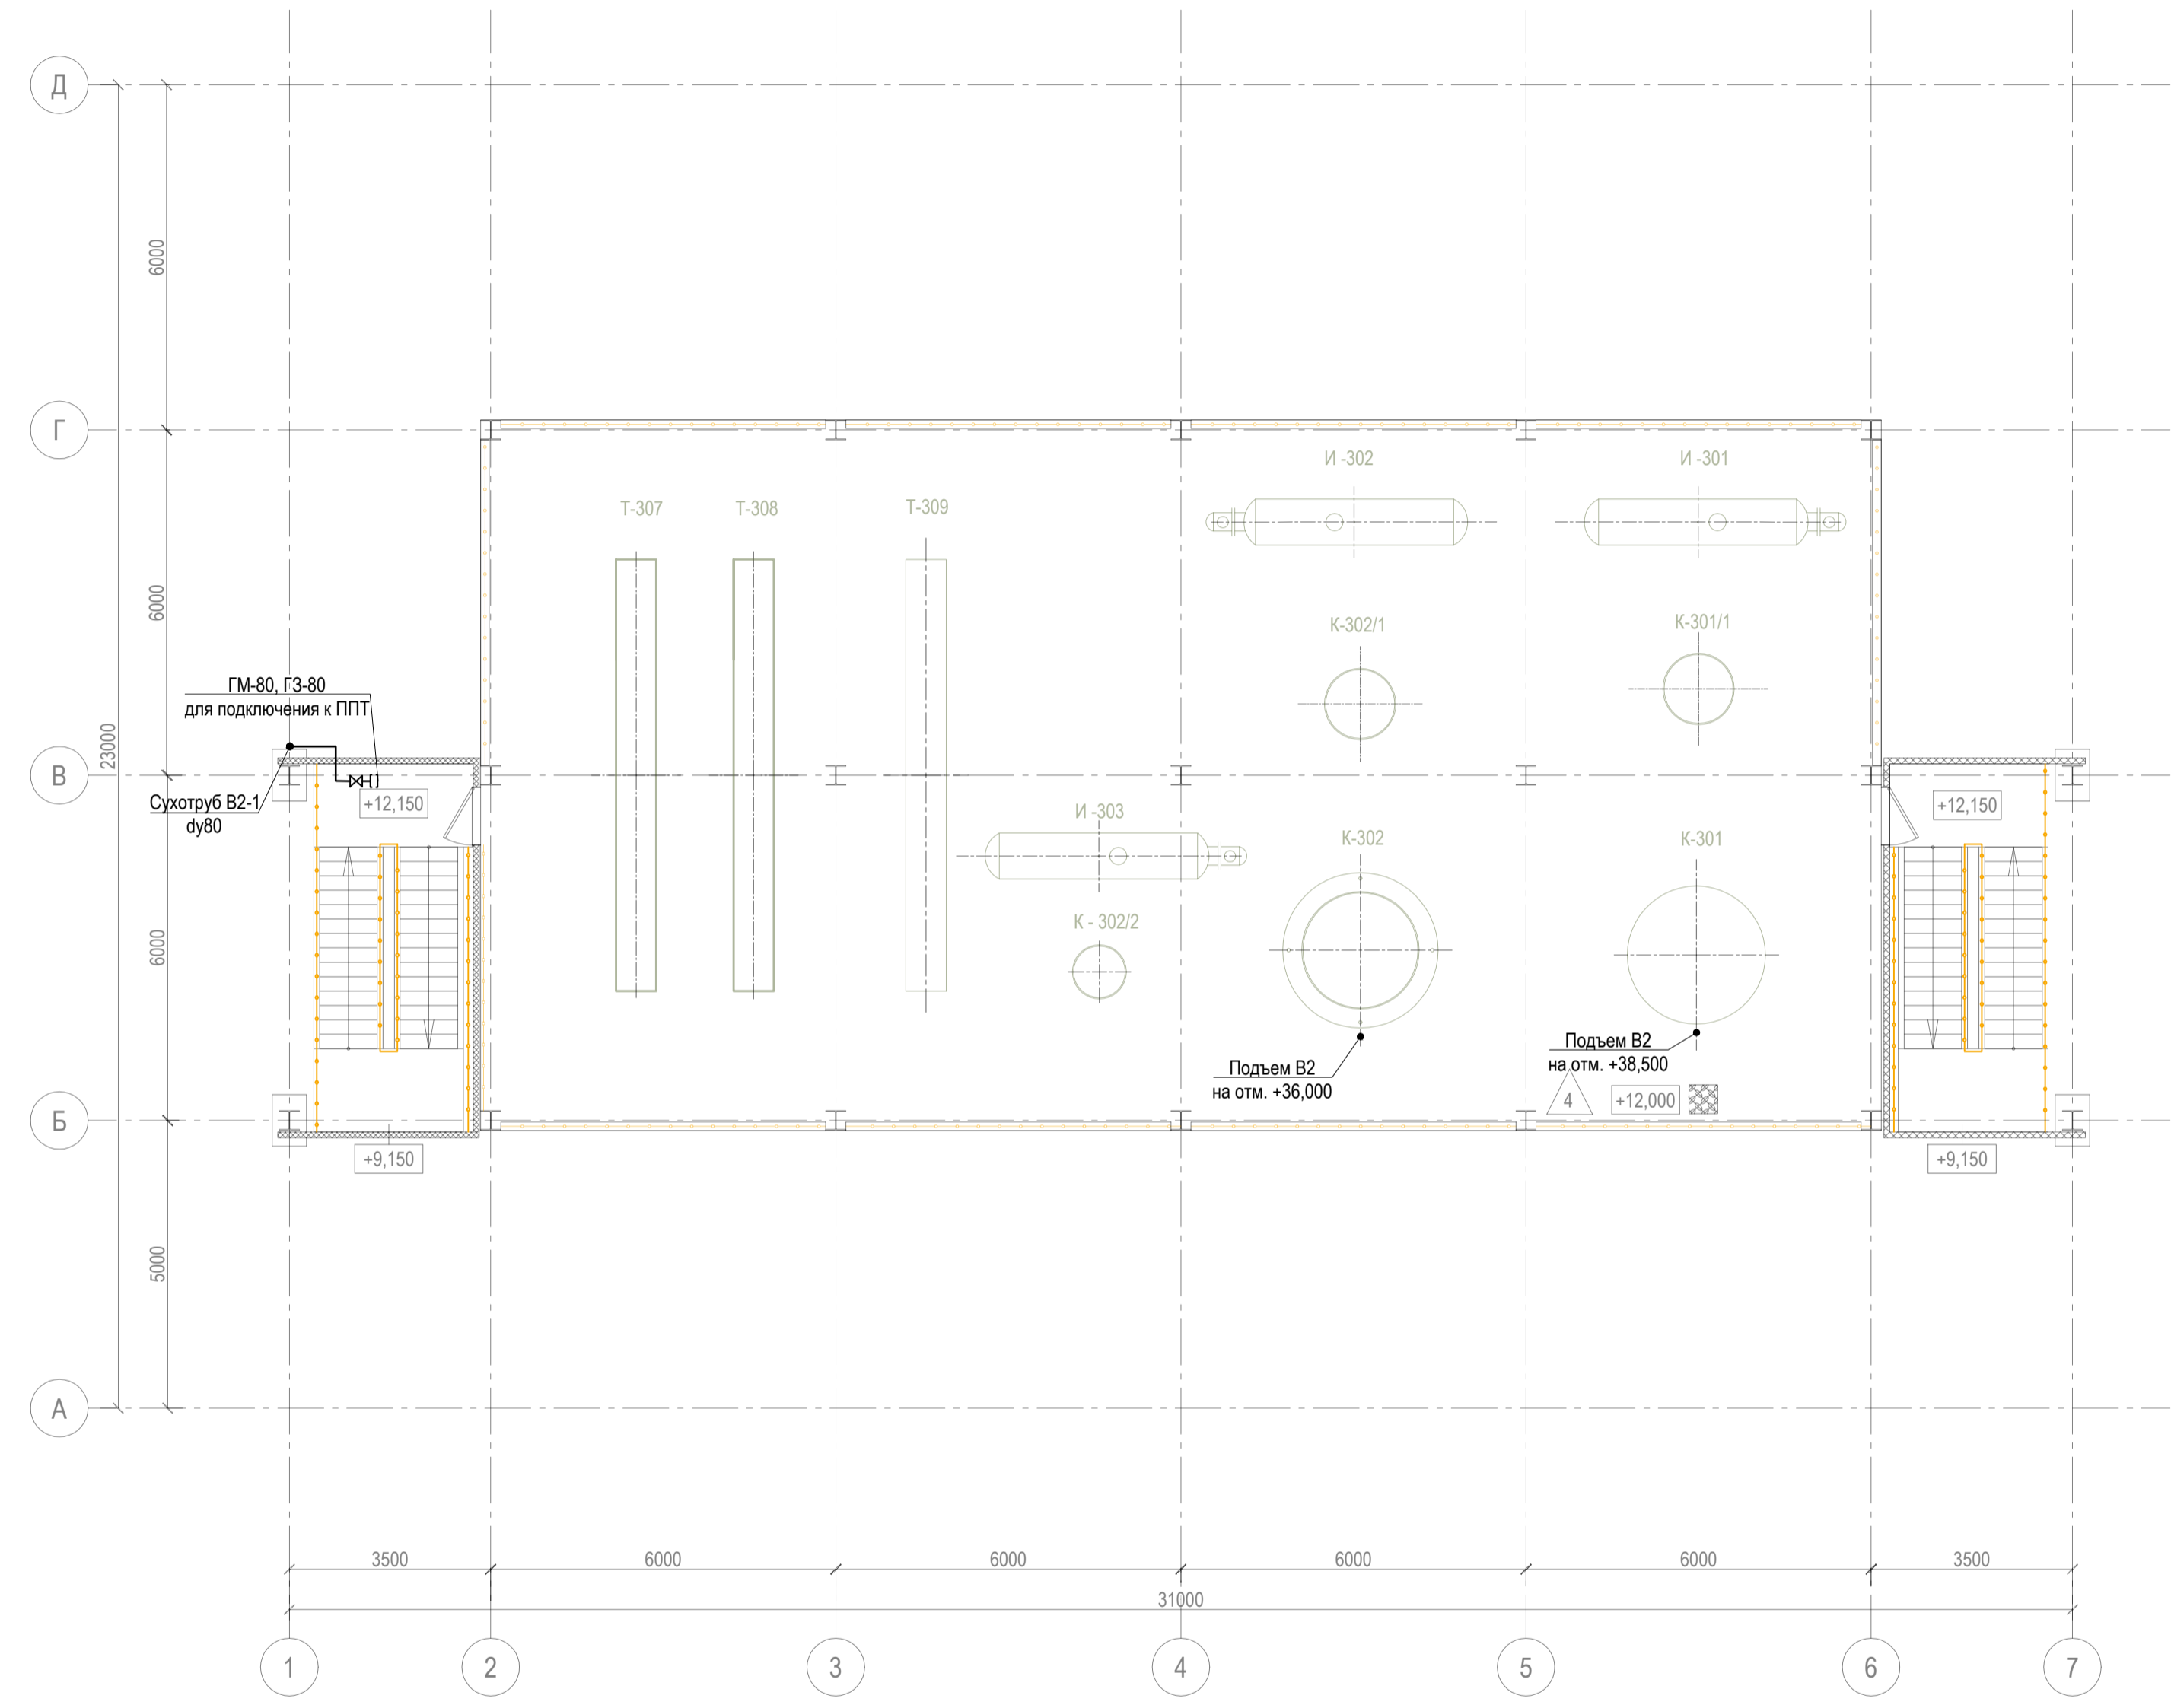 Д
6000
Г
И -302
И -301
Т-307
Т-308
Т-309
6000
К-302/1
К-301/1
ГМ-80, ГЗ-80
для подключения к ППТ
23000
В
Сухотруб В2-1
dy80
+12,150
+12,150
И -303
К-302
К-301
К - 302/2
6000
Подъем В2
на отм. +36,000
Подъем В2
на отм. +38,500
4
+12,000
Б
+9,150
+9,150
5000
А
3500
6000
6000
6000
6000
3500
31000
1
2
3
4
5
6
7